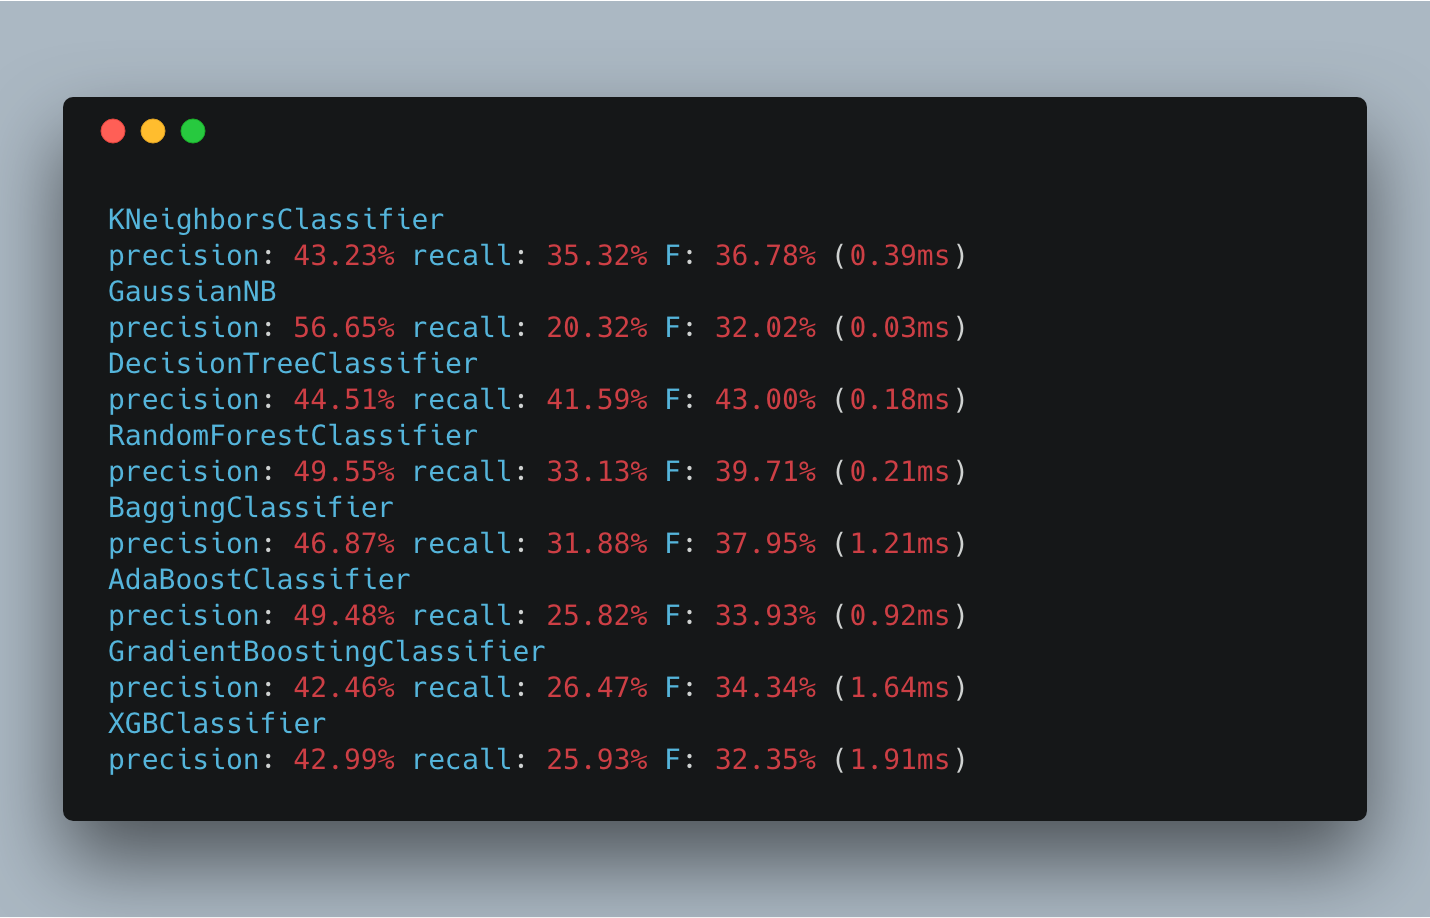 KNeighborsClassifier
precision: 43.23% recall: 35.32% F: 36.78% (0.39ms)
GaussianNB
precision: 56.65% recall: 20.32% F: 32.02% (0.03ms)
DecisionTreeClassifier
precision: 44.51% recall: 41.59% F: 43.00% (0.18ms)
RandomForestClassifier
precision: 49.55% recall: 33.13% F: 39.71% (0.21ms)
BaggingClassifier
precision: 46.87% recall: 31.88% F: 37.95% (1.21ms)
AdaBoostClassifier
precision: 49.48% recall: 25.82% F: 33.93% (0.92ms)
GradientBoostingClassifier
precision: 42.46% recall: 26.47% F: 34.34% (1.64ms)
XGBClassifier
precision: 42.99% recall: 25.93% F: 32.35% (1.91ms)